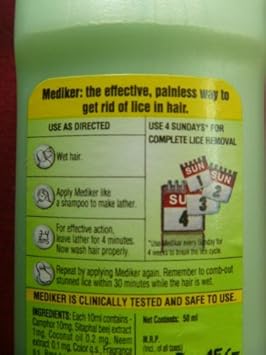 Mediker: the effective, painless way to
get rid of lice in hair.
USE AS DIRECTED
Wet hair.
Apply Mediker like
a shampoo to make lather.
For effective action,
leave lather for 4 minutes.
Now wash hair properly.
USE 4 SUNDAYS* FOR
COMPLETE LICE REMOVAL
SUN
1
SUN
2
SUN
3
SUN
4
*Use Mediker every Sunday for
4 weeks to break the lice cycle.
Repeat by applying Mediker again. Remember to comb-out
stunned lice within 30 minutes while the hair is wet.
MEDIKER IS CLINICALLY TESTED AND SAFE TO USE.
INGREDIENTS: Each 10ml contains
Camphor 10mg, Sitaphal beej extract
1mg, Coconut oil 0.2 mg, Neem
extract 0.1 mg, Color q.s., Fragrance
Net Contents: 50 ml
M.R.P.
(Incl. of all taxes)